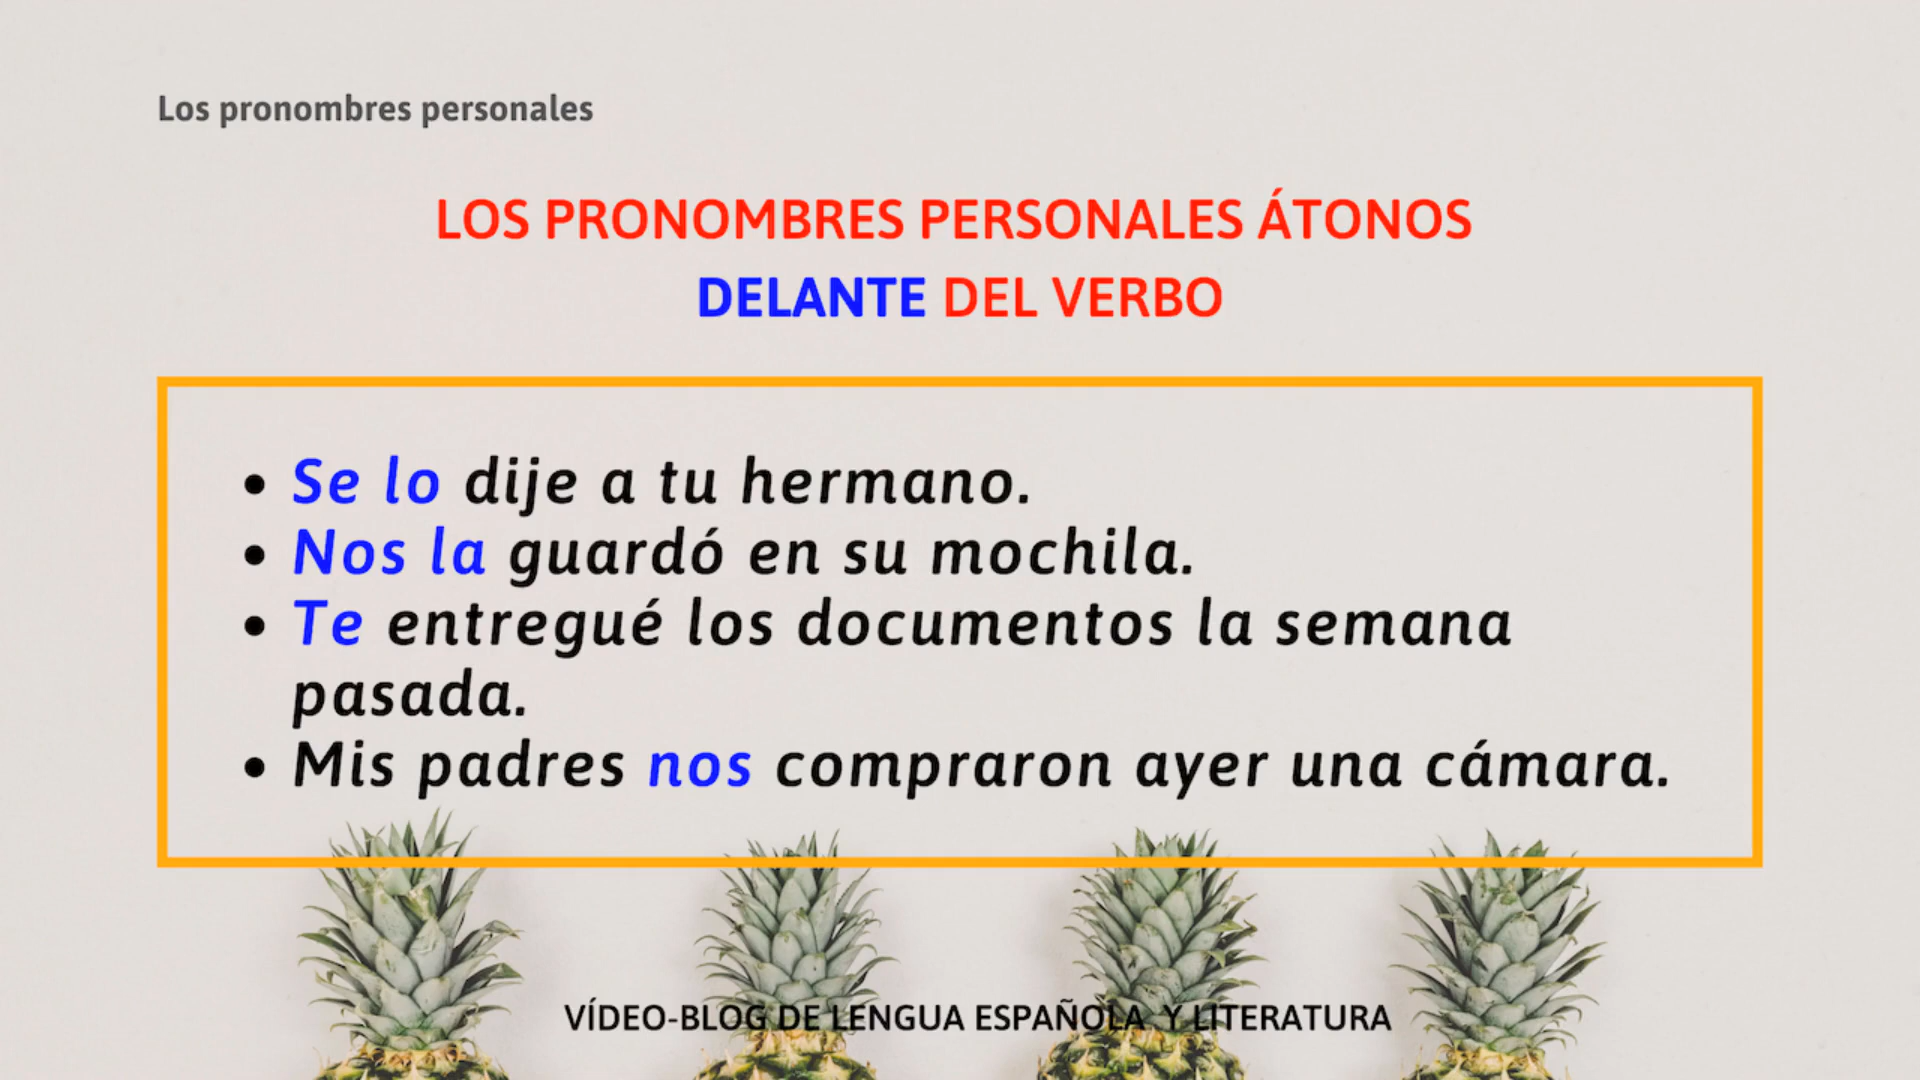 Los pronombres personales
LOS PRONOMBRES PERSONALES ÁTONOS
DELANTE DEL VERBO
• Se lo dije a tu hermano.
• Nos la guardó en su mochila.
• Te entregué los documentos la semana
pasada.
• Mis padres nos compraron ayer una cámara.
VÍDEO-BLOG DE LENGUA ESPAÑOLA Y LITERATURA